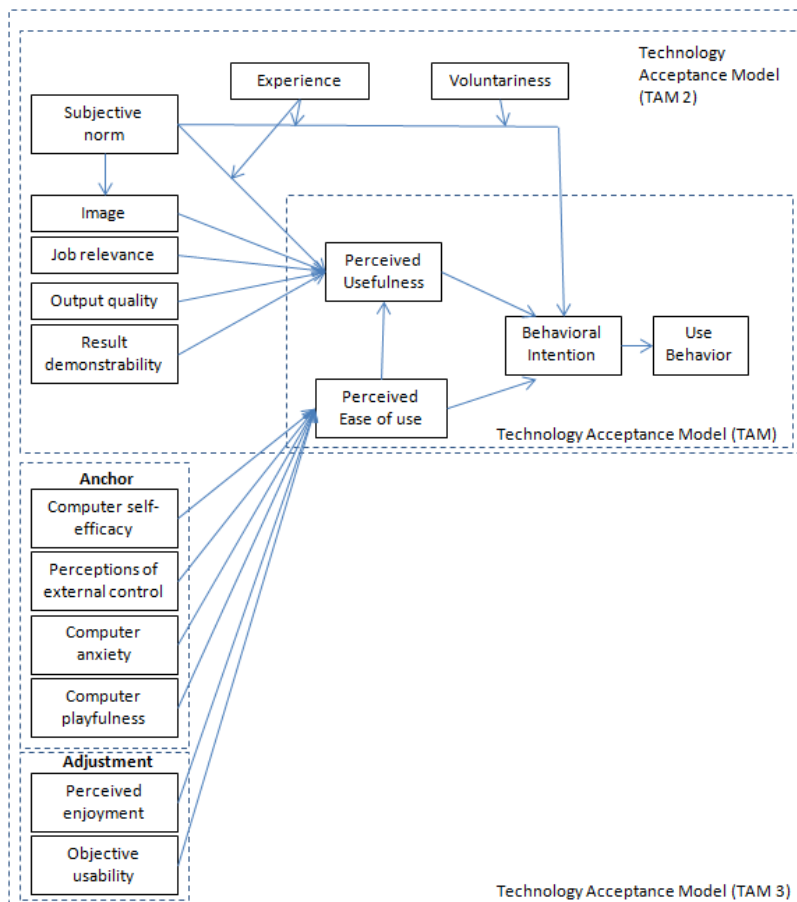 Technology
Acceptance Model
(TAM 2)
Experience
Voluntariness
Subjective
norm
Image
Job relevance
Output quality
Result
demonstrability
Perceived
Usefulness
Behavioral
Intention
Use
Behavior
Perceived
Ease of use
Technology Acceptance Model (TAM)
Anchor
Computer self-
efficacy
Perceptions of
external control
Computer
anxiety
Computer
playfulness
Adjustment
Perceived
enjoyment
Objective
usability
Technology Acceptance Model (TAM 3)